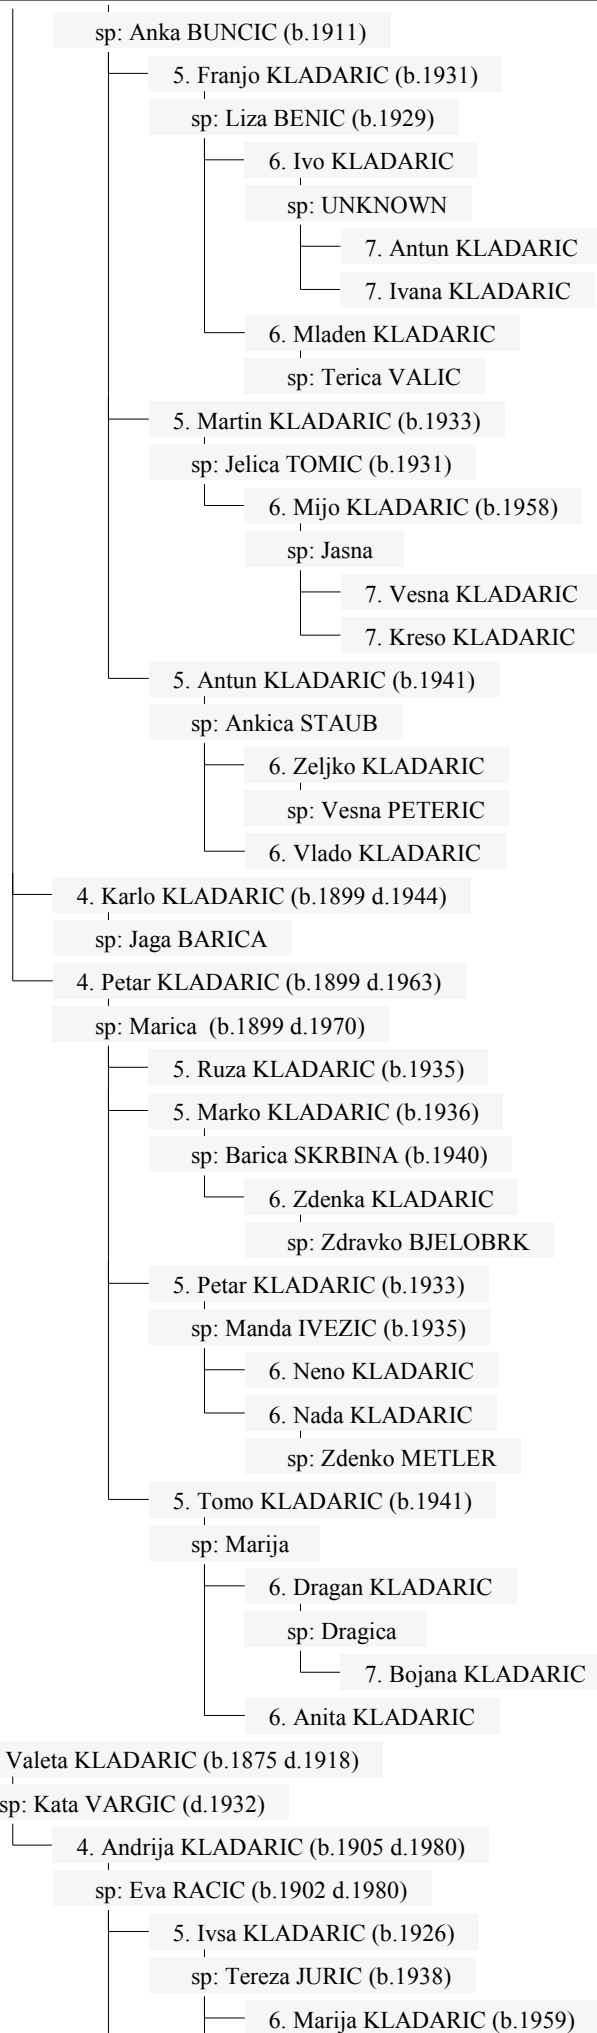 sp: Anka BUNCIC (b.1911)
5. Franjo KLADARIC (b.1931)
sp: Liza BENIC (b.1929)
6. Ivo KLADARIC
sp: UNKNOWN
7. Antun KLADARIC
7. Ivana KLADARIC
6. Mladen KLADARIC
sp: Terica VALIC
5. Martin KLADARIC (b.1933)
sp: Jelica TOMIC (b.1931)
6. Mijo KLADARIC (b.1958)
sp: Jasna
7. Vesna KLADARIC
7. Kreso KLADARIC
5. Antun KLADARIC (b.1941)
sp: Ankica STAUB
6. Zeljko KLADARIC
sp: Vesna PETERIC
6. Vlado KLADARIC
4. Karlo KLADARIC (b.1899 d.1944)
sp: Jaga BARICA
4. Petar KLADARIC (b.1899 d.1963)
sp: Marica  (b.1899 d.1970)
5. Ruza KLADARIC (b.1935)
5. Marko KLADARIC (b.1936)
sp: Barica SKRBINA (b.1940)
6. Zdenka KLADARIC
sp: Zdravko BJELOBRK
5. Petar KLADARIC (b.1933)
sp: Manda IVEZIC (b.1935)
6. Neno KLADARIC
6. Nada KLADARIC
sp: Zdenko METLER
5. Tomo KLADARIC (b.1941)
sp: Marija
6. Dragan KLADARIC
sp: Dragica
7. Bojana KLADARIC
6. Anita KLADARIC
Valeta KLADARIC (b.1875 d.1918)
sp: Kata VARGIC (d.1932)
4. Andrija KLADARIC (b.1905 d.1980)
sp: Eva RACIC (b.1902 d.1980)
5. Ivsa KLADARIC (b.1926)
sp: Tereza JURIC (b.1938)
6. Marija KLADARIC (b.1959)